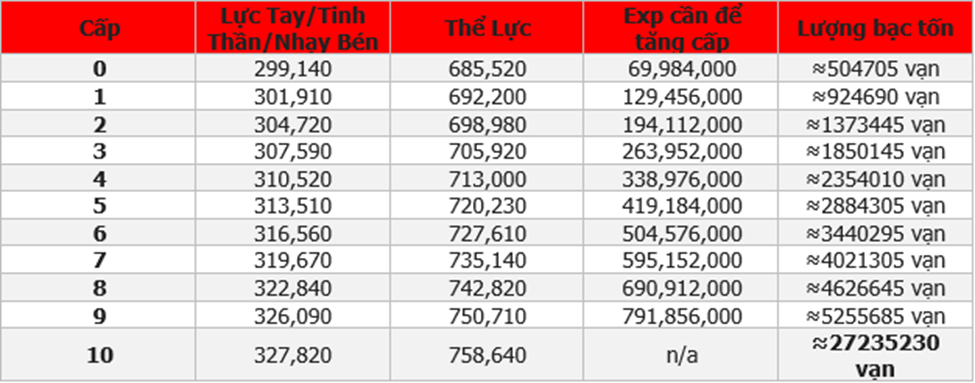 Cấp Lực Tay/Tinh Thần/Nhạy Bén Thể Lực Exp cần để tăng cấp Lượng bạc tốn
0 299,140 685,520 69,984,000 ≈504705 vạn
1 301,910 692,200 129,456,000 ≈924690 vạn
2 304,720 698,980 194,112,000 ≈1373445 vạn
3 307,590 705,920 263,952,000 ≈1850145 vạn
4 310,520 713,000 338,976,000 ≈2354010 vạn
5 313,510 720,230 419,184,000 ≈2884305 vạn
6 316,560 727,610 504,576,000 ≈3440295 vạn
7 319,670 735,140 595,152,000 ≈4021305 vạn
8 322,840 742,820 690,912,000 ≈4626645 vạn
9 326,090 750,710 791,856,000 ≈5255685 vạn
10 327,820 758,640 n/a ≈27235230 vạn